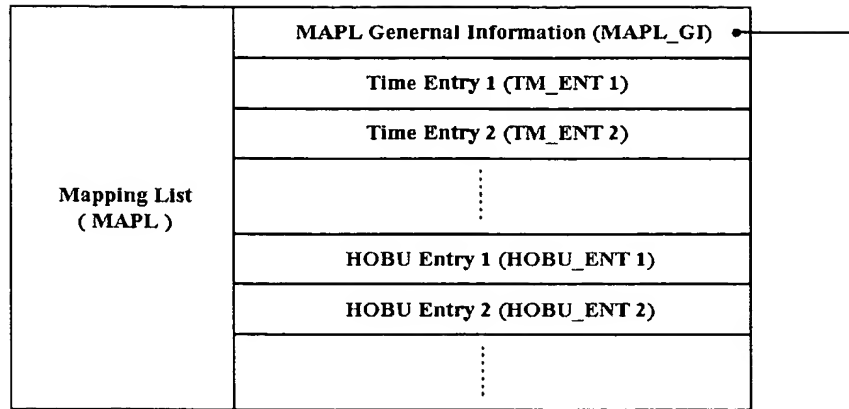 MAPL Genernal Information (MAPL_GI)
Time Entry 1 (TM_ENT 1)
Time Entry 2 (TM_ENT 2)
Mapping List
( MAPL )
HOBU Entry 1 (HOBU_ENT 1)
HOBU Entry 2 (HOBU_ENT 2)